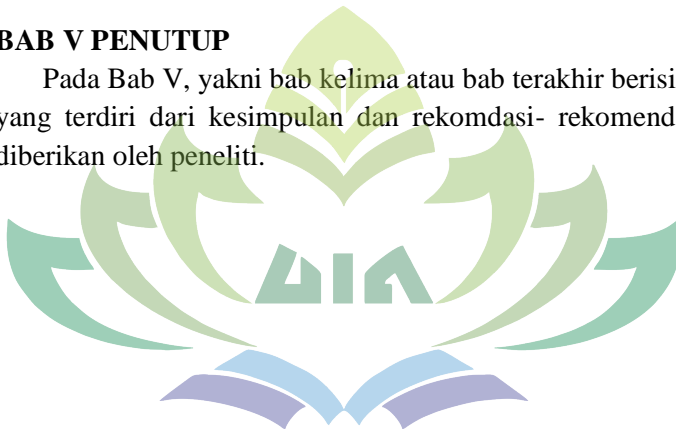 BAB V PENUTUP
Pada Bab V, yakni bab kelima atau bab terakhir berisi
yang terdiri dari kesimpulan dan rekomdasi- rekomend
diberikan oleh peneliti.
UIN